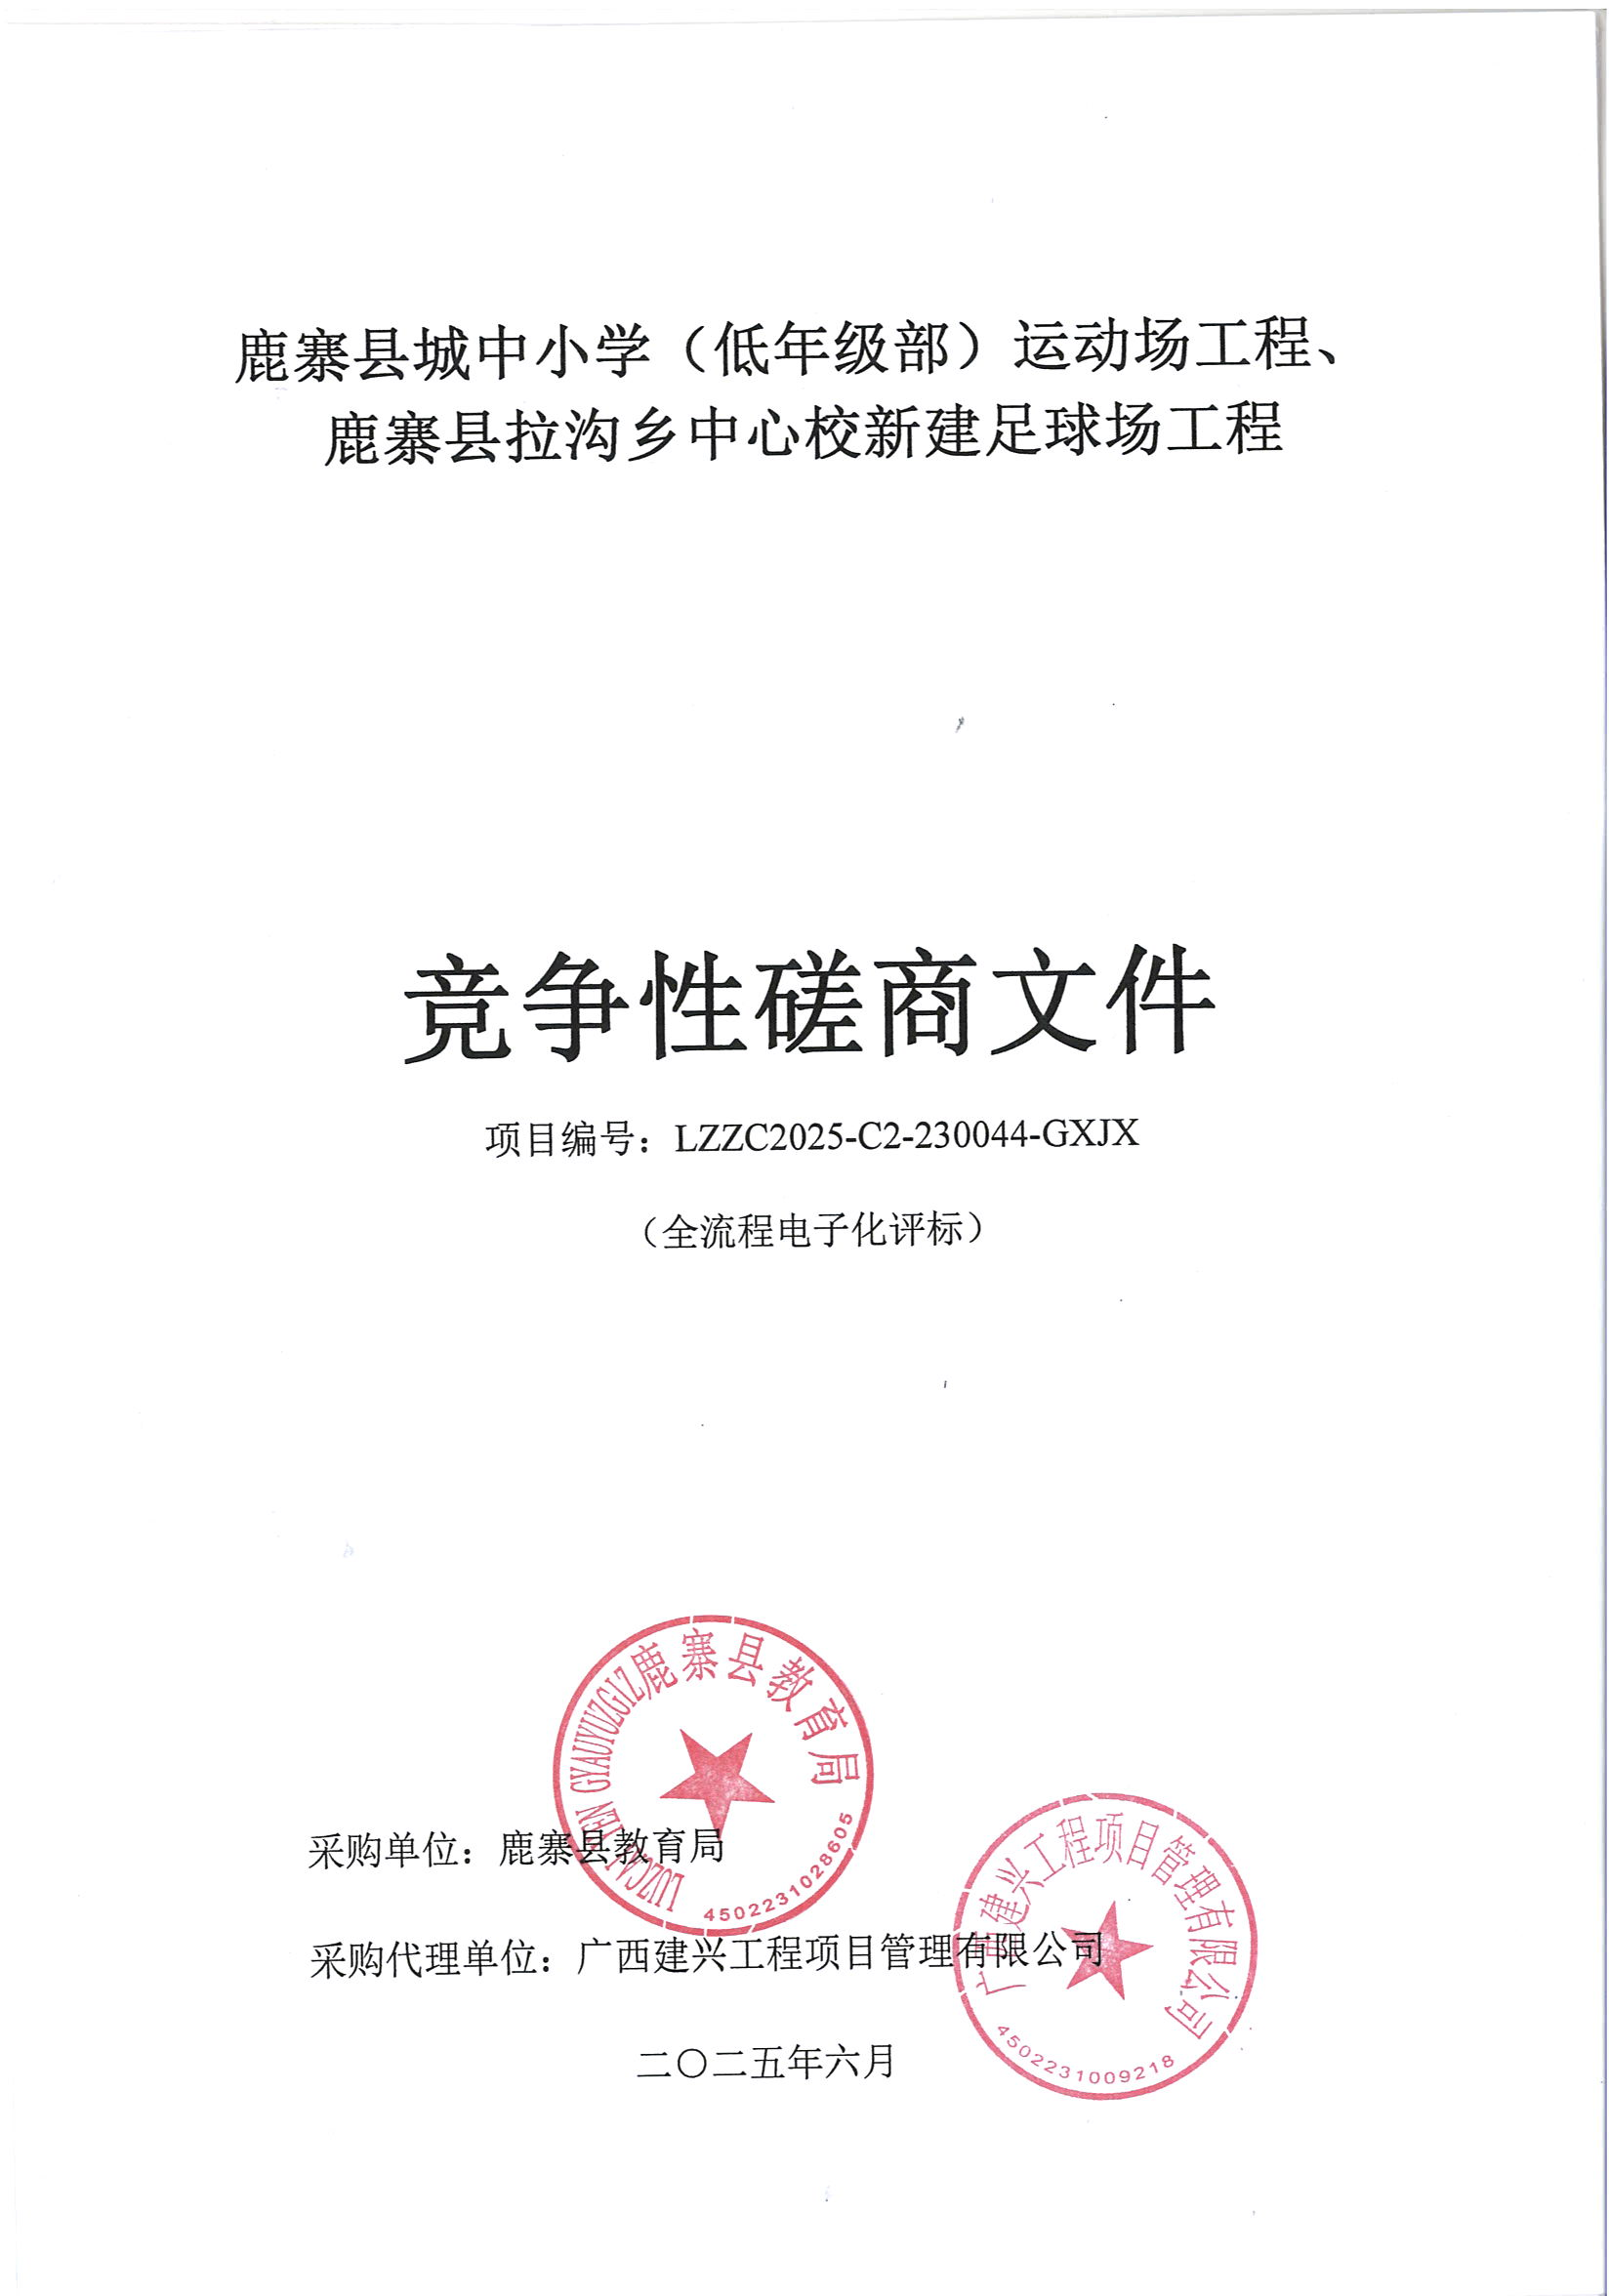 鹿寨县城中小学（低年级部）运动场工程、
鹿寨县拉沟乡中心校新建足球场工程
竞争性磋商文件
项目编号：LZZC2025-C2-230044-GXJX
（全流程电子化评标）
鹿寨县教育局
GYAUYUZGIZ
4502231028605
采购单位：鹿寨县教育局
广西建兴工程项目管理有限公司
4502231009218
采购代理单位：广西建兴工程项目管理有限公司
二〇二五年六月